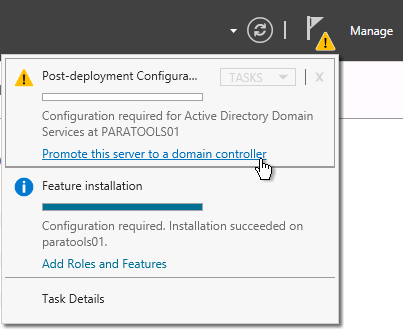 Manage
Post-deployment Configura...
TASKS
x
Configuration required for Active Directory Domain
Services at PARATOOLS01
Promote this server to a domain controller
Feature installation
Configuration required. Installation succeeded on
paratools01.
Add Roles and Features
Task Details